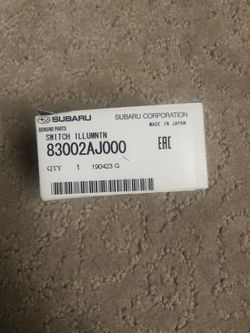 SUBARU
SUBARU CORPORATION
MADE IN JAPAN
GENUINE PARTS
SWITCH ILLUMNTN
83002AJ000
EAC
QTY 1 190423 G